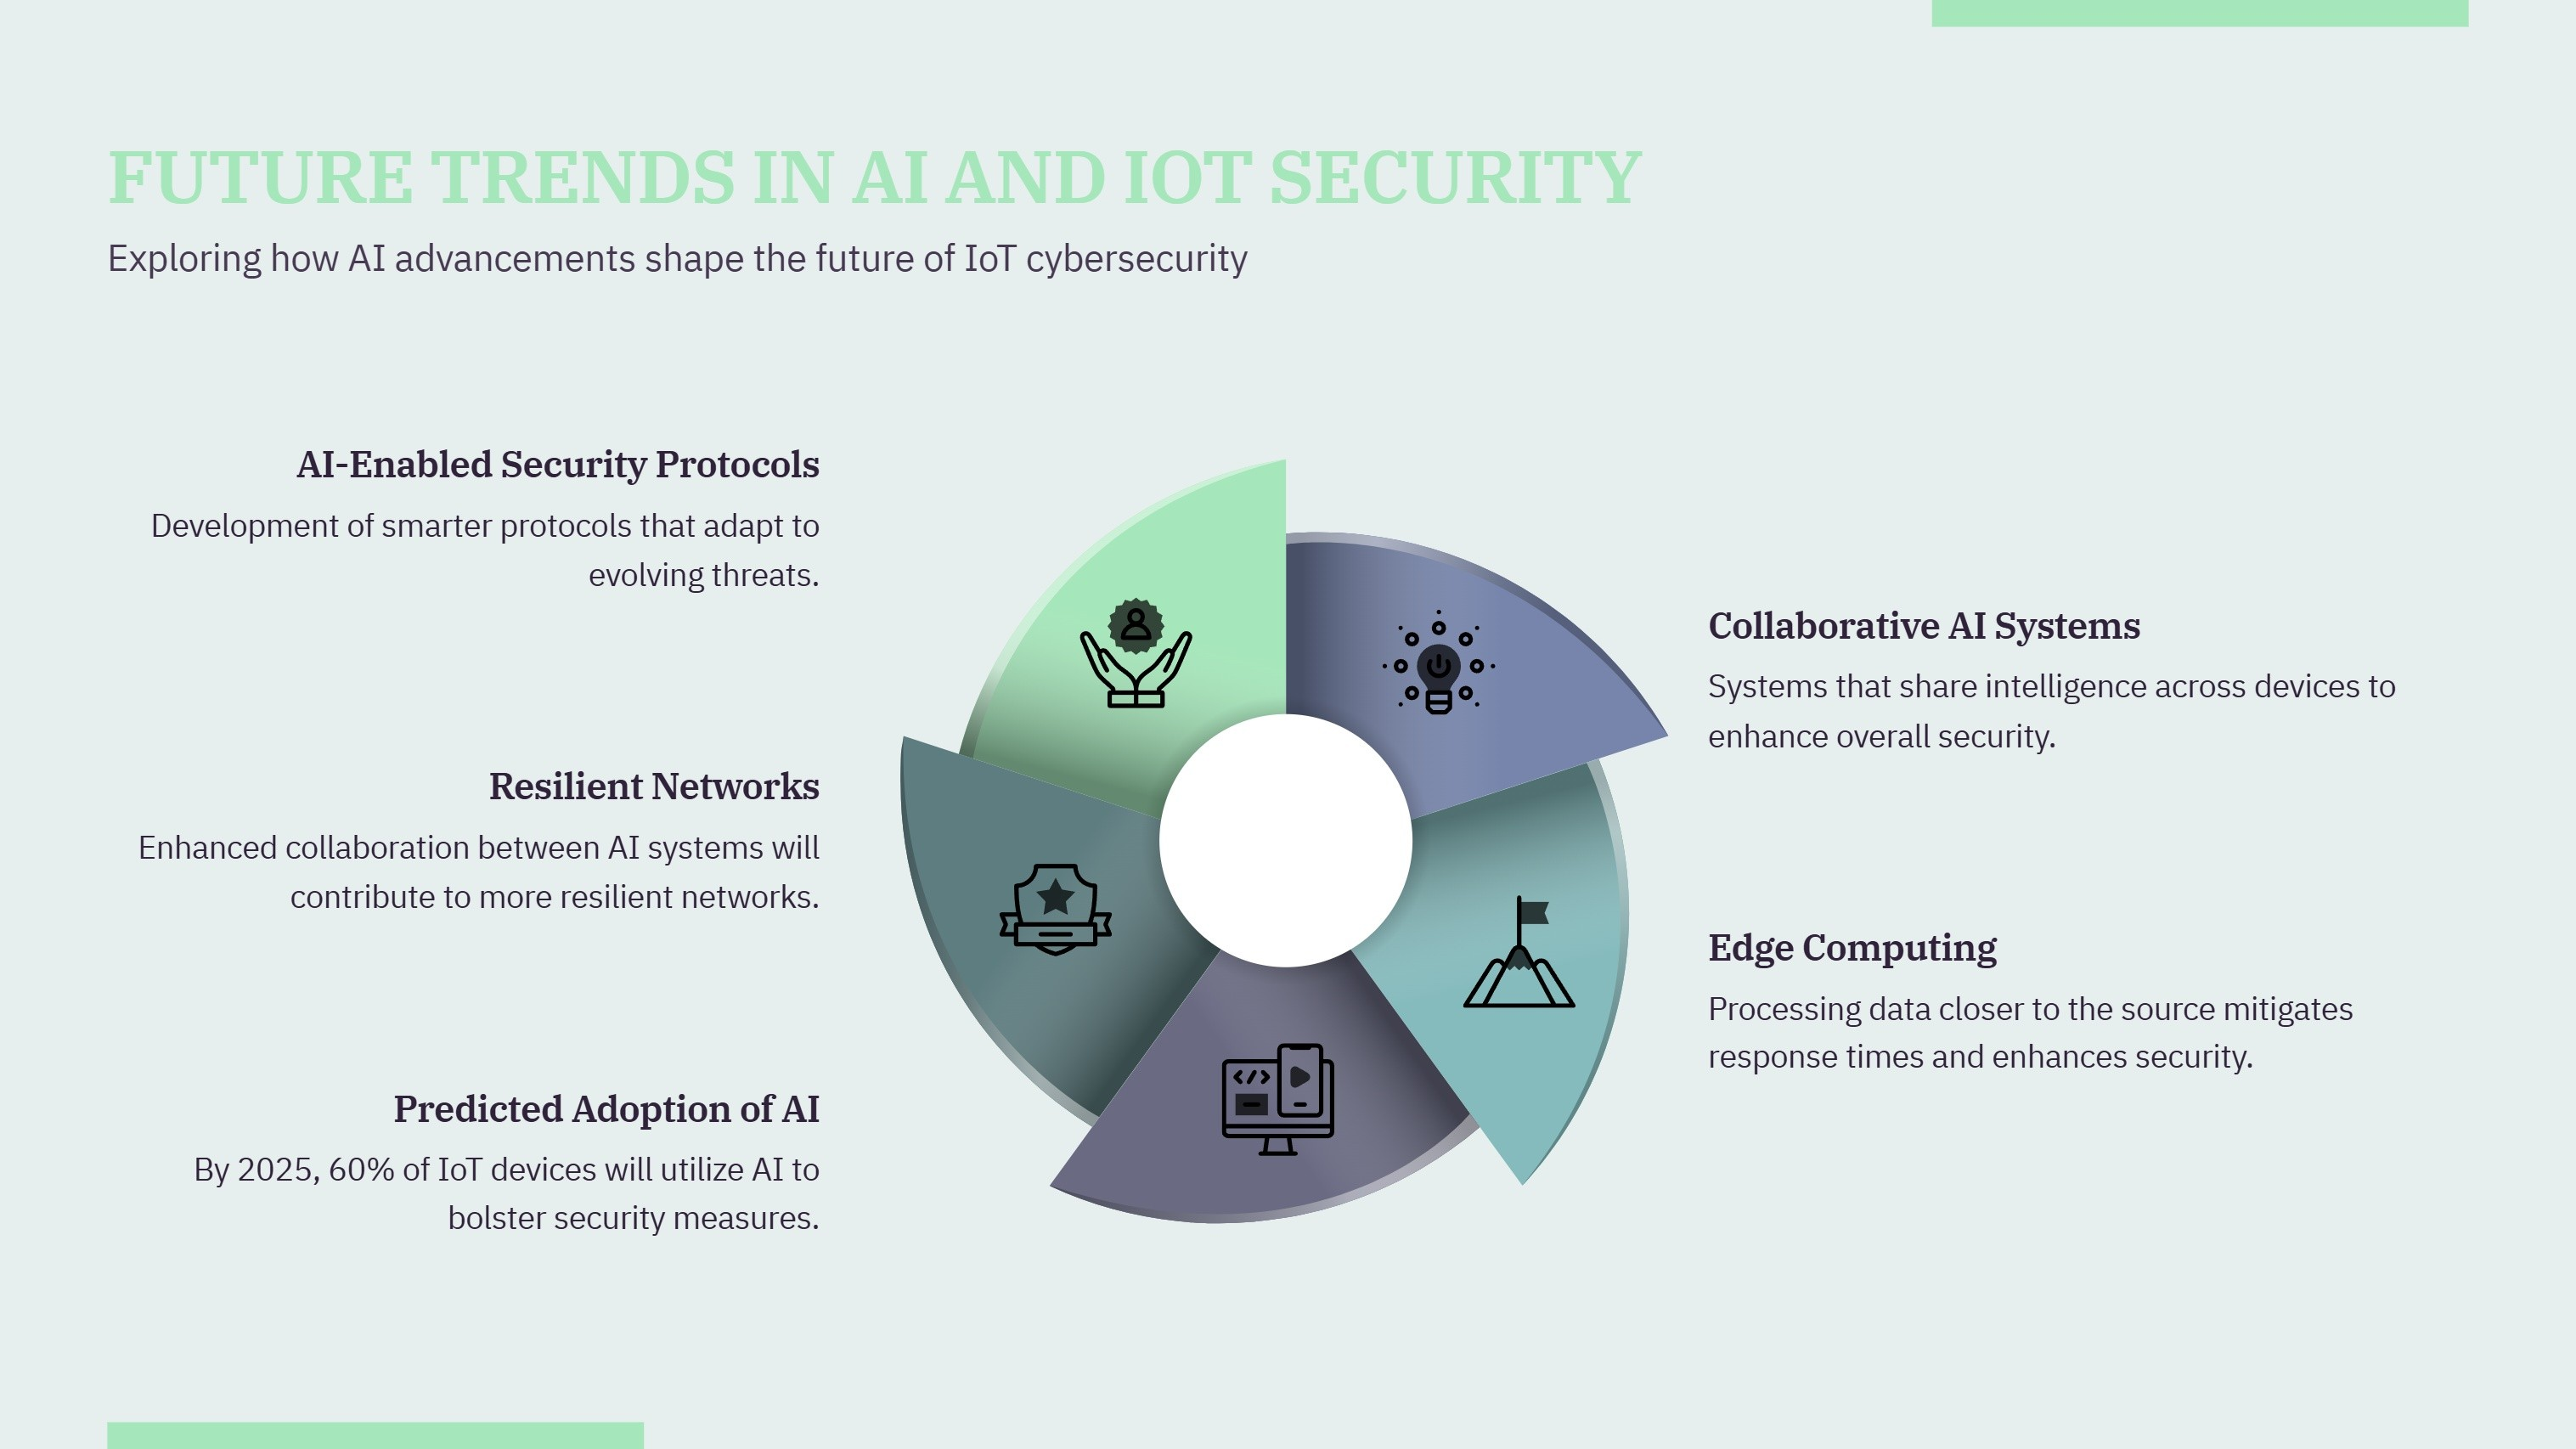 FUTURE TRENDS IN AI AND IOT SECURITY
Exploring how AI advancements shape the future of IoT cybersecurity
AI-Enabled Security Protocols
Development of smarter protocols that adapt to
evolving threats.
Resilient Networks
Enhanced collaboration between AI systems will
contribute to more resilient networks.
Predicted Adoption of AI
By 2025, 60% of IoT devices will utilize AI to
bolster security measures.
Collaborative AI Systems
Systems that share intelligence across devices to
enhance overall security.
Edge Computing
Processing data closer to the source mitigates
response times and enhances security.